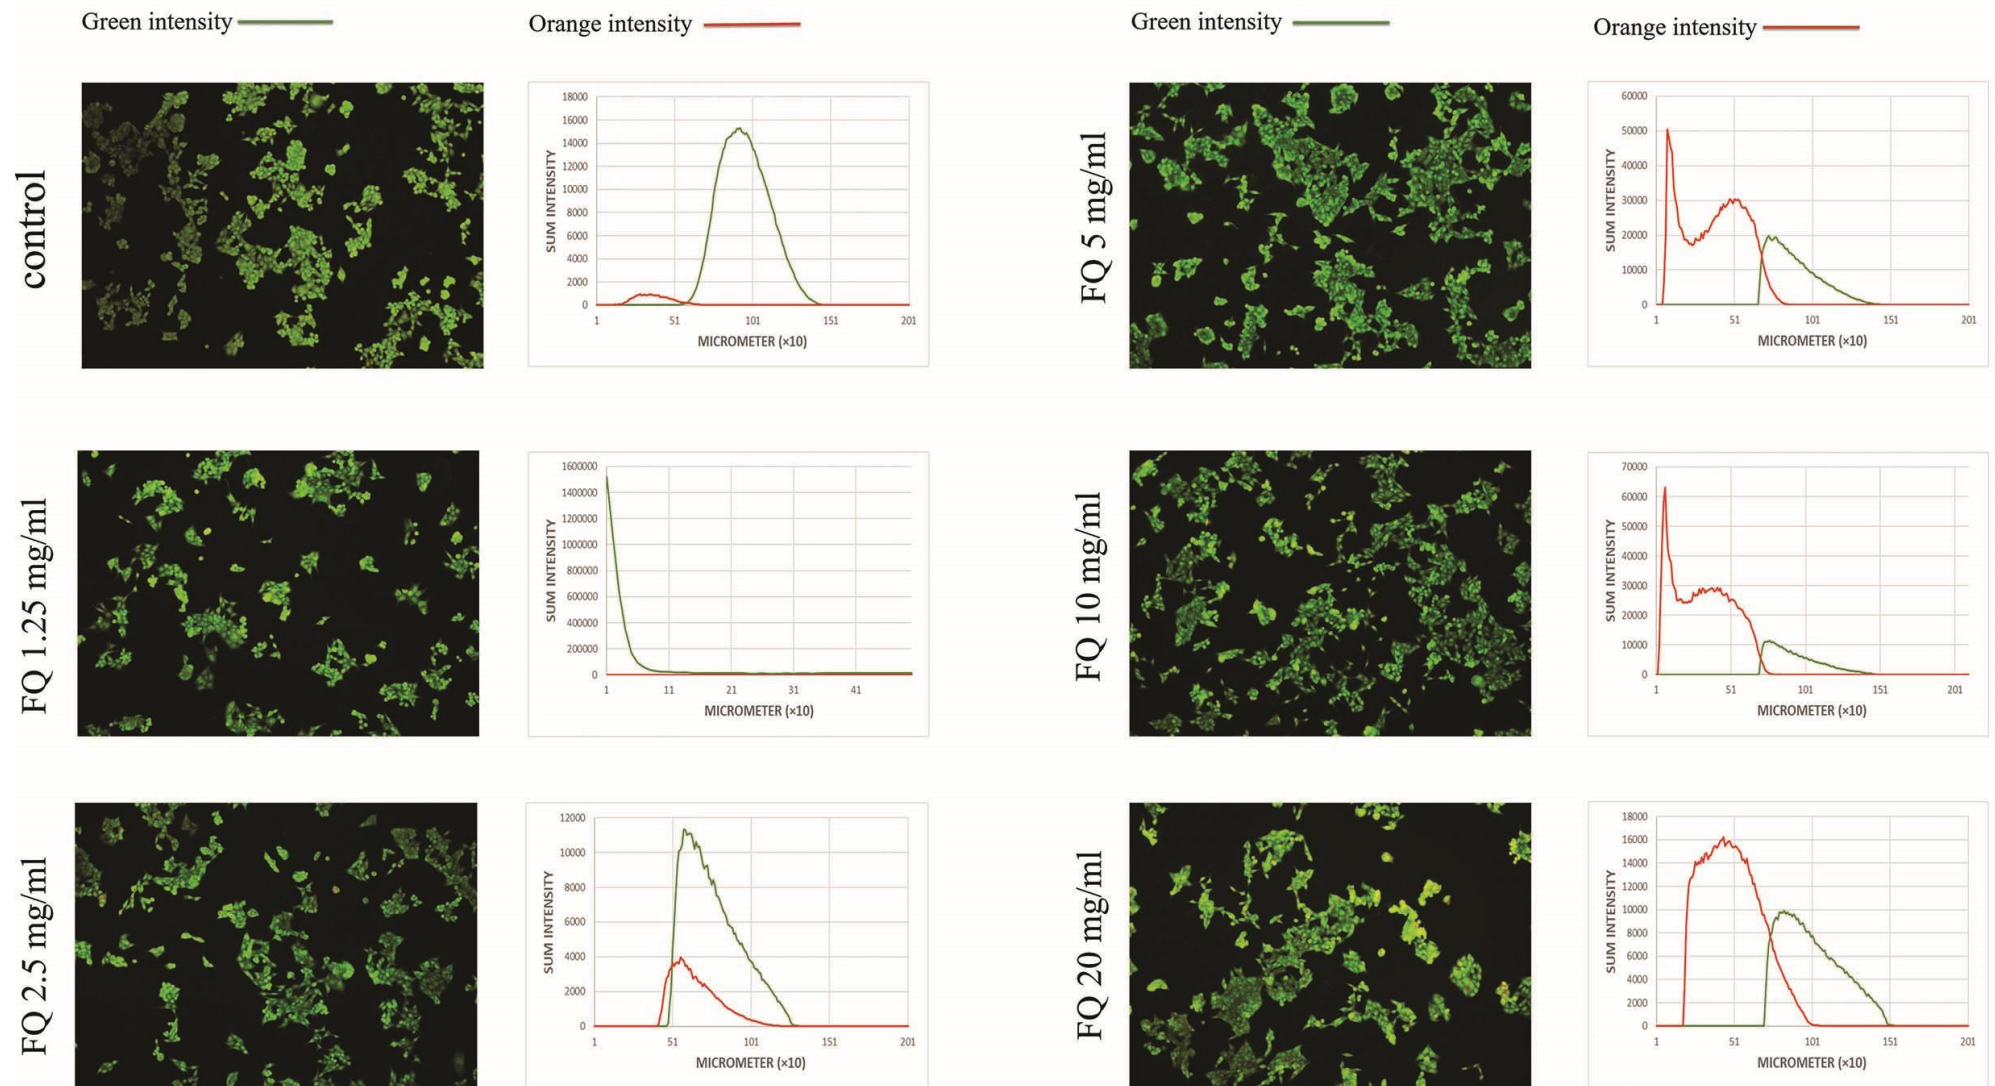 Green intensity
Orange intensity
Green intensity
Orange intensity
control
18000
16000
14000
12000
10000
8000
6000
4000
2000
0
SUM INTENSITY
1 51 101 151 201
MICROMETER (×10)
FQ 5 mg/ml
60000
50000
40000
30000
20000
10000
0
SUM INTENSITY
1 51 101 151 201
MICROMETER (×10)
FQ 1.25 mg/ml
1600000
1400000
1200000
1000000
800000
600000
400000
200000
0
SUM INTENSITY
1 11 21 31 41
MICROMETER (×10)
FQ 10 mg/ml
70000
60000
50000
40000
30000
20000
10000
0
SUM INTENSITY
1 51 101 151 201
MICROMETER (×10)
FQ 2.5 mg/ml
12000
10000
8000
6000
4000
2000
0
SUM INTENSITY
1 51 101 151 201
MICROMETER (×10)
FQ 20 mg/ml
18000
16000
14000
12000
10000
8000
6000
4000
2000
0
SUM INTENSITY
1 51 101 151 201
MICROMETER (×10)